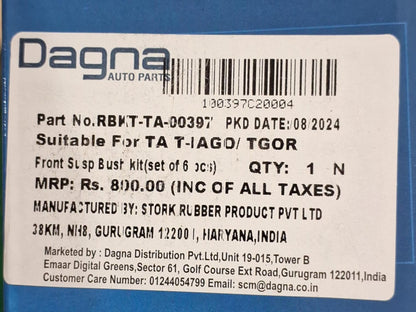 Dagna
AUTO PARTS
100397C20004
Part No.RBKT-TA-00397 PKD DATE: 08/2024
Suitable For TA T-IAGO/ TGOR
Front Susp Bush kit(set of 6 pcs) QTY: 1 N
MRP: Rs. 800.00 (INC OF ALL TAXES)
MANUFACTURED BY: STORK RUBBER PRODUCT PVT LTD
38KM, NH8, GURUGRAM 122001, HARYANA,INDIA
Marketed by : Dagna Distribution Pvt.Ltd,Unit 19-015,Tower B
Emaar Digital Greens,Sector 61, Golf Course Ext Road,Gurugram 122011,India
Customer Care Number: 01244054799 Email: scm@dagna.co.in